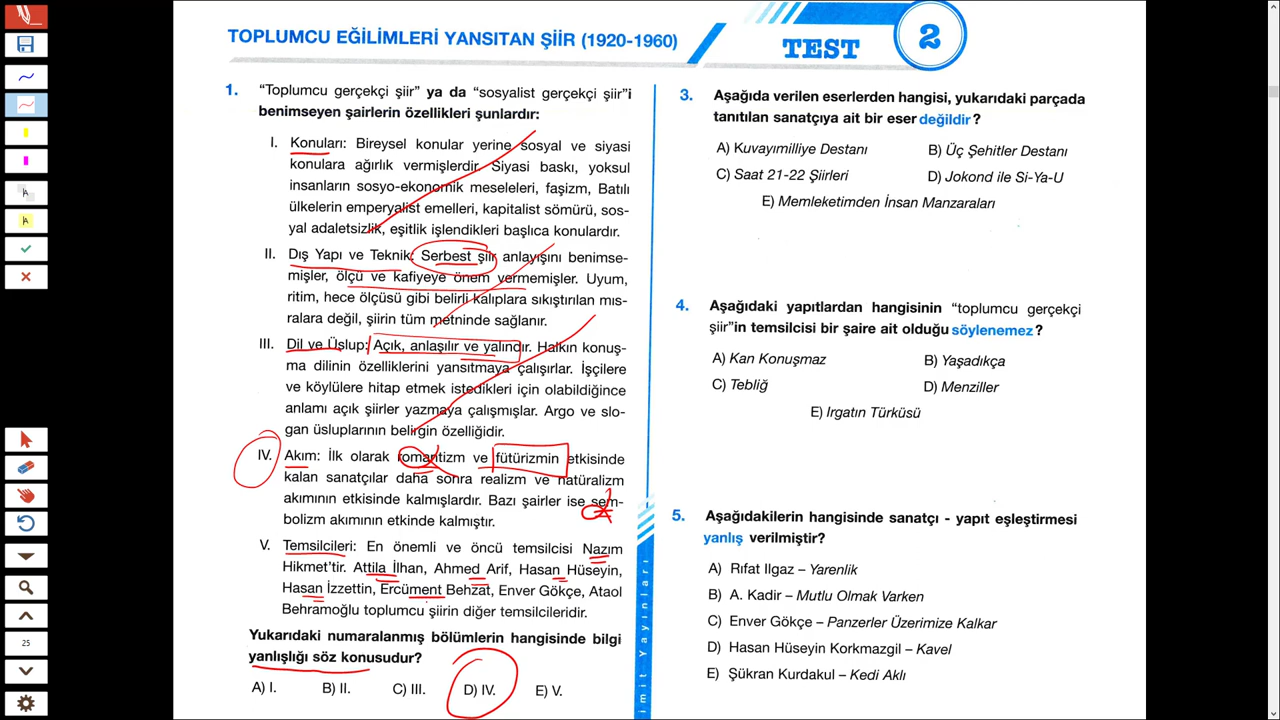 TOPLUMCU EĞİLİMLERİ YANSITAN ŞİİR (1920-1960)
TEST
2
1. “Toplumcu gerçekçi şiir” ya da “sosyalist gerçekçi şiir”i
benimseyen şairlerin özellikleri şunlardır:
I. Konuları: Bireysel konular yerine sosyal ve siyasi
konulara ağırlık vermişlerdir. Siyasi baskı, yoksul
insanların sosyo-ekonomik meseleleri, faşizm, Batılı
ülkelerin emperyalist emelleri, kapitalist sömürü, sos-
yal adaletsizlik, eşitlik işlendikleri başlıca konulardır.
II. Dış Yapı ve Teknik: Serbest şiir anlayışını benimse-
mişler, ölçü ve kafiyeye önem vermemişler. Uyum,
ritim, hece ölçüsü gibi belirli kalıplara sıkıştırılan mıs-
ralara değil, şiirin tüm metninde sağlanır.
III. Dil ve Üslup: Açık, anlaşılır ve yalındır. Halkın konuş-
ma dilinin özelliklerini yansıtmaya çalışırlar. İşçilere
ve köylülere hitap etmek istedikleri için olabildiğince
anlamı açık şiirler yazmaya çalışmışlar. Argo ve slo-
gan üsluplarının belirgin özelliğidir.
IV. Akım: İlk olarak romantizm ve fütürizmin etkisinde
kalan sanatçılar daha sonra realizm ve natüralizm
akımının etkisinde kalmışlardır. Bazı şairler ise sem-
bolizm akımının etkinde kalmıştır.
V. Temsilcileri: En önemli ve öncü temsilcisi Nazım
Hikmet’tir. Attila İlhan, Ahmed Arif, Hasan Hüseyin,
Hasan İzzettin, Ercüment Behzat, Enver Gökçe, Ataol
Behramoğlu toplumcu şiirin diğer temsilcileridir.
Yukarıdaki numaralanmış bölümlerin hangisinde bilgi
yanlışlığı söz konusudur?
A) I. B) II. C) III. D) IV. E) V.
imit Yayınları
3. Aşağıda verilen eserlerden hangisi, yukarıdaki parçada
tanıtılan sanatçıya ait bir eser değildir?
A) Kuvayımilliye Destanı B) Üç Şehitler Destanı
C) Saat 21-22 Şiirleri D) Jokond ile Si-Ya-U
E) Memleketimden İnsan Manzaraları
4. Aşağıdaki yapıtlardan hangisinin “toplumcu gerçekçi
şiir”in temsilcisi bir şaire ait olduğu söylenemez?
A) Kan Konuşmaz B) Yaşadıkça
C) Tebliğ D) Menziller
E) Irgatın Türküsü
5. Aşağıdakilerin hangisinde sanatçı - yapıt eşleştirmesi
yanlış verilmiştir?
A) Rıfat Ilgaz – Yarenlik
B) A. Kadir – Mutlu Olmak Varken
C) Enver Gökçe – Panzerler Üzerimize Kalkar
D) Hasan Hüseyin Korkmazgil – Kavel
E) Şükran Kurdakul – Kedi Aklı
25